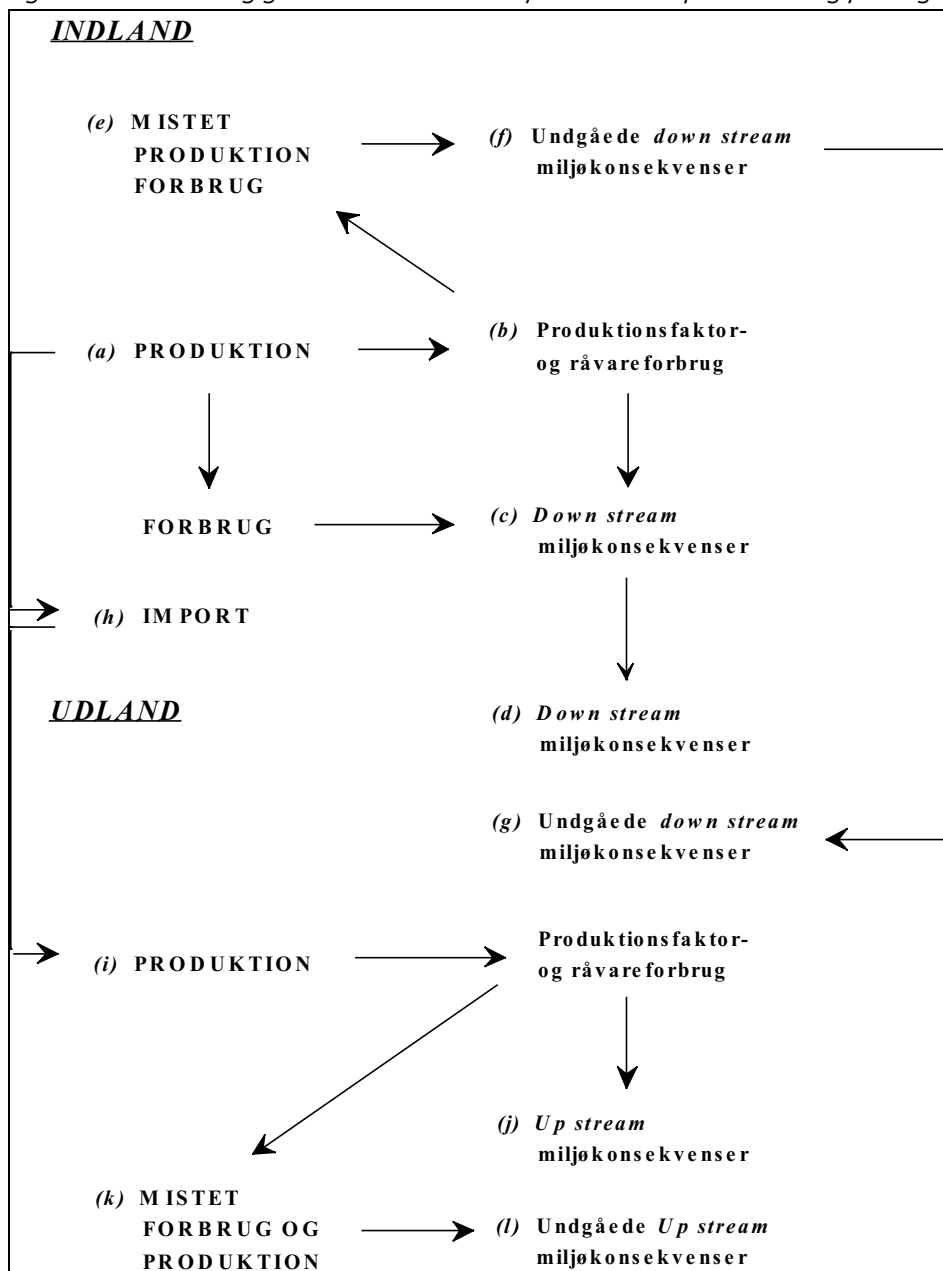 INDLAND
(e) MISTET
PRODUKTION
FORBRUG
(f) Undgåede down stream
miljøkonsekvenser
(a) PRODUKTION
(b) Produktionsfaktor-
og råvareforbrug
FORBRUG
(c) Down stream
miljøkonsekvenser
(h) IMPORT
UDLAND
(d) Down stream
miljøkonsekvenser
(g) Undgåede down stream
miljøkonsekvenser
(i) PRODUKTION
Produktionsfaktor-
og råvareforbrug
(j) Up stream
miljøkonsekvenser
(k) MISTET
FORBRUG OG
PRODUKTION
(l) Undgåede Up stream
miljøkonsekvenser